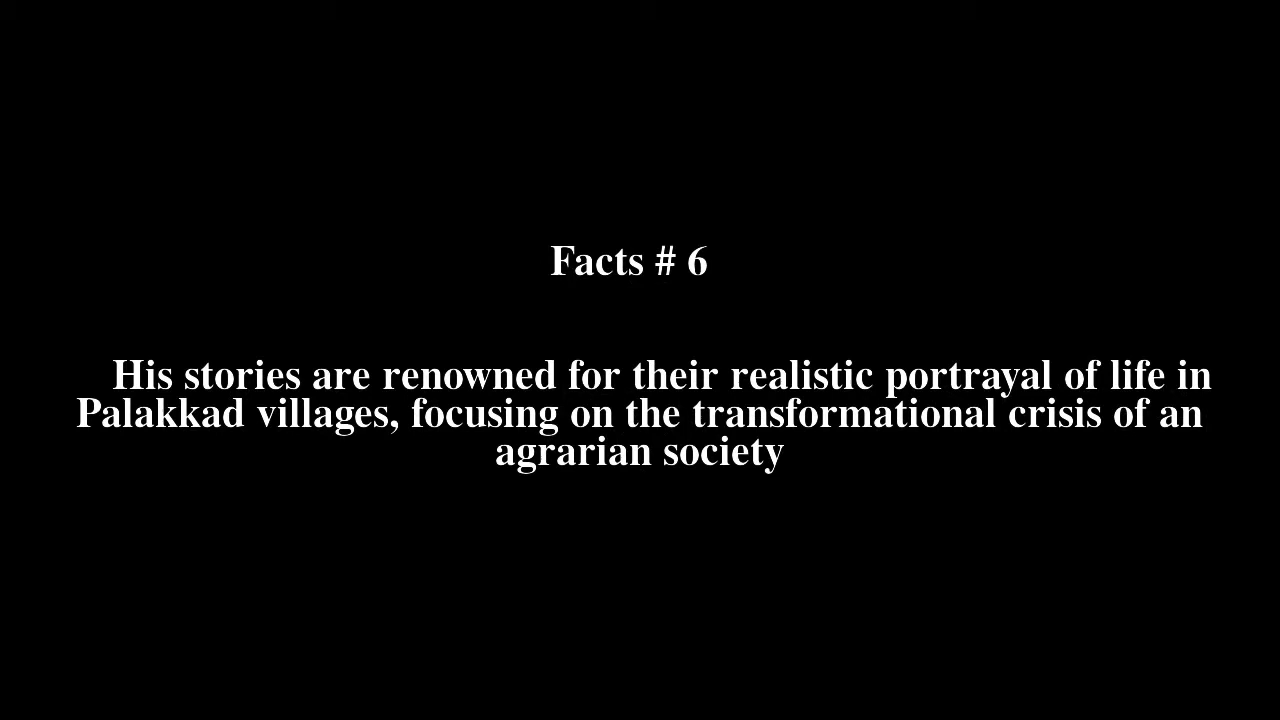 Facts # 6
His stories are renowned for their realistic portrayal of life in
Palakkad villages, focusing on the transformational crisis of an
agrarian society